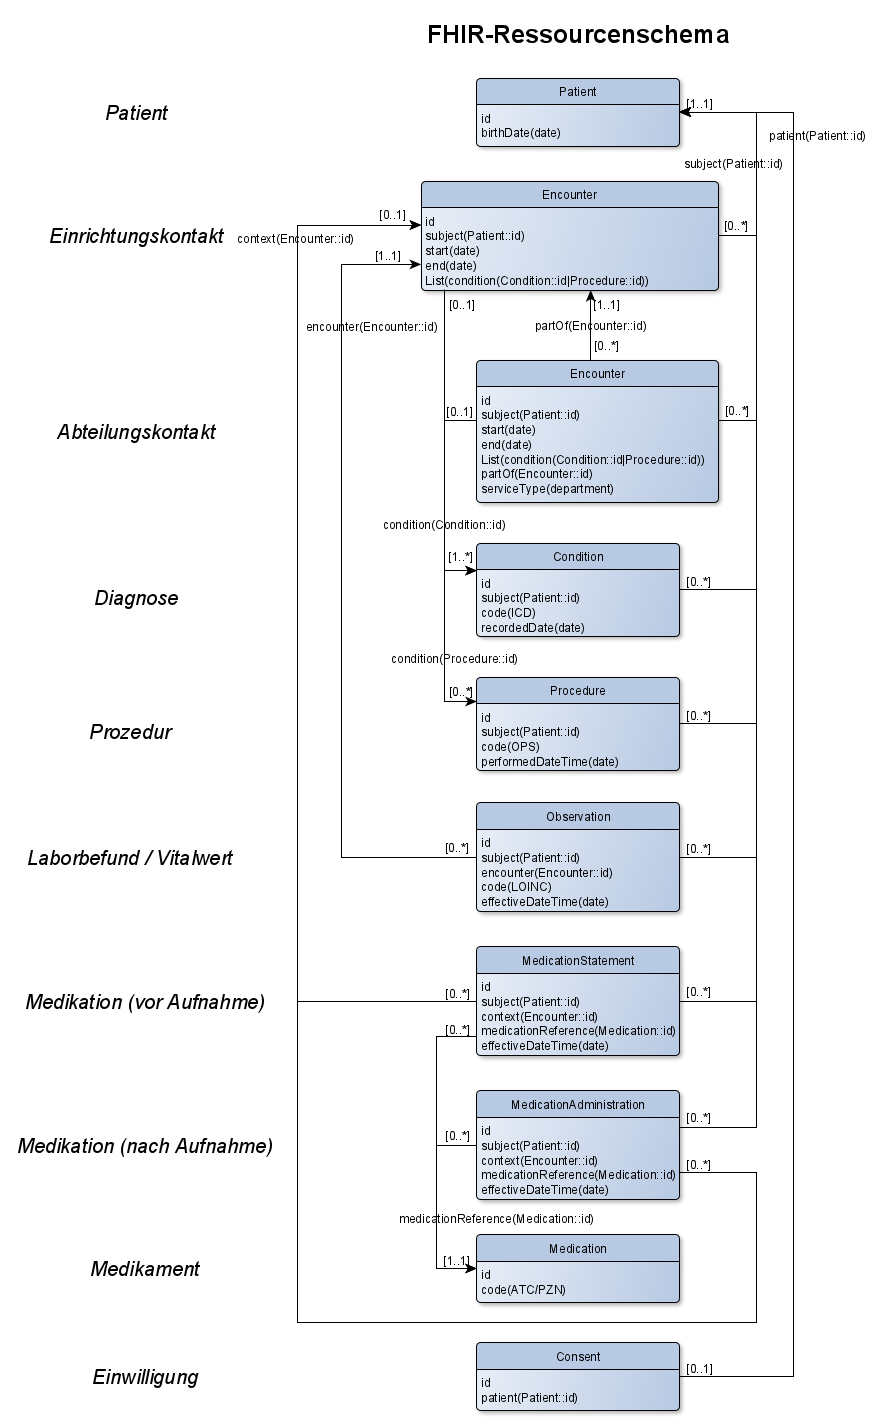 FHIR-Ressourcenschema
Patient
Patient
id
birthDate(date)
[1..1]
patient(Patient::id)
subject(Patient::id)
Einrichtungskontakt
context(Encounter::id)
[0..1]
[1..1]
Encounter
id
subject(Patient::id)
start(date)
end(date)
List(condition(Condition::id|Procedure::id))
[0..*]
[0..1]
[1..1]
encounter(Encounter::id)
partOf(Encounter::id)
[0..*]
Abteilungskontakt
[0..1]
Encounter
id
subject(Patient::id)
start(date)
end(date)
List(condition(Condition::id|Procedure::id))
partOf(Encounter::id)
serviceType(department)
[0..*]
condition(Condition::id)
Diagnose
[1..*]
Condition
id
subject(Patient::id)
code(ICD)
recordedDate(date)
[0..*]
condition(Procedure::id)
Prozedur
[0..*]
Procedure
id
subject(Patient::id)
code(OPS)
performedDateTime(date)
[0..*]
Laborbefund / Vitalwert
[0..*]
Observation
id
subject(Patient::id)
encounter(Encounter::id)
code(LOINC)
effectiveDateTime(date)
[0..*]
Medikation (vor Aufnahme)
[0..*]
[0..*]
MedicationStatement
id
subject(Patient::id)
context(Encounter::id)
medicationReference(Medication::id)
effectiveDateTime(date)
[0..*]
Medikation (nach Aufnahme)
[0..*]
MedicationAdministration
id
subject(Patient::id)
context(Encounter::id)
medicationReference(Medication::id)
effectiveDateTime(date)
[0..*]
[0..*]
medicationReference(Medication::id)
Medikament
[1..1]
Medication
id
code(ATC/PZN)
Einwilligung
Consent
id
patient(Patient::id)
[0..1]